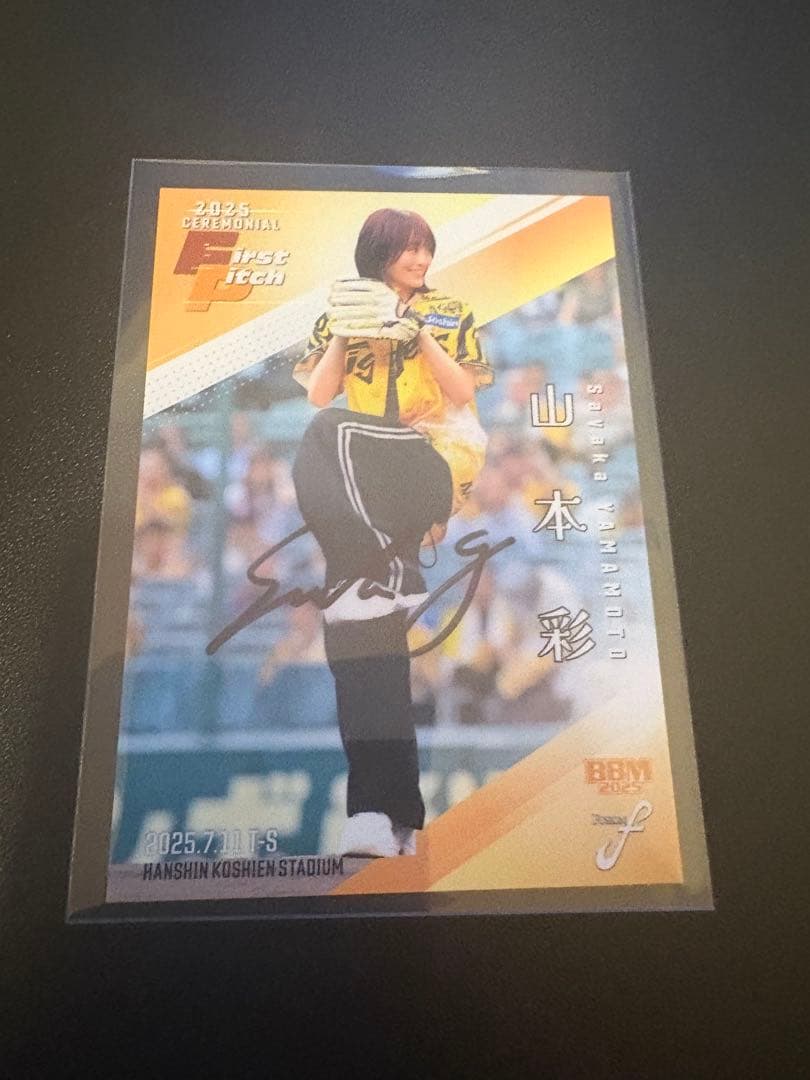 2025
CEREMONIAL
First
Pitch
山本彩
Sayaka YAMAMOTO
BBM
2025
2025.7.11 T-S
HANSHIN KOSHIEN STADIUM